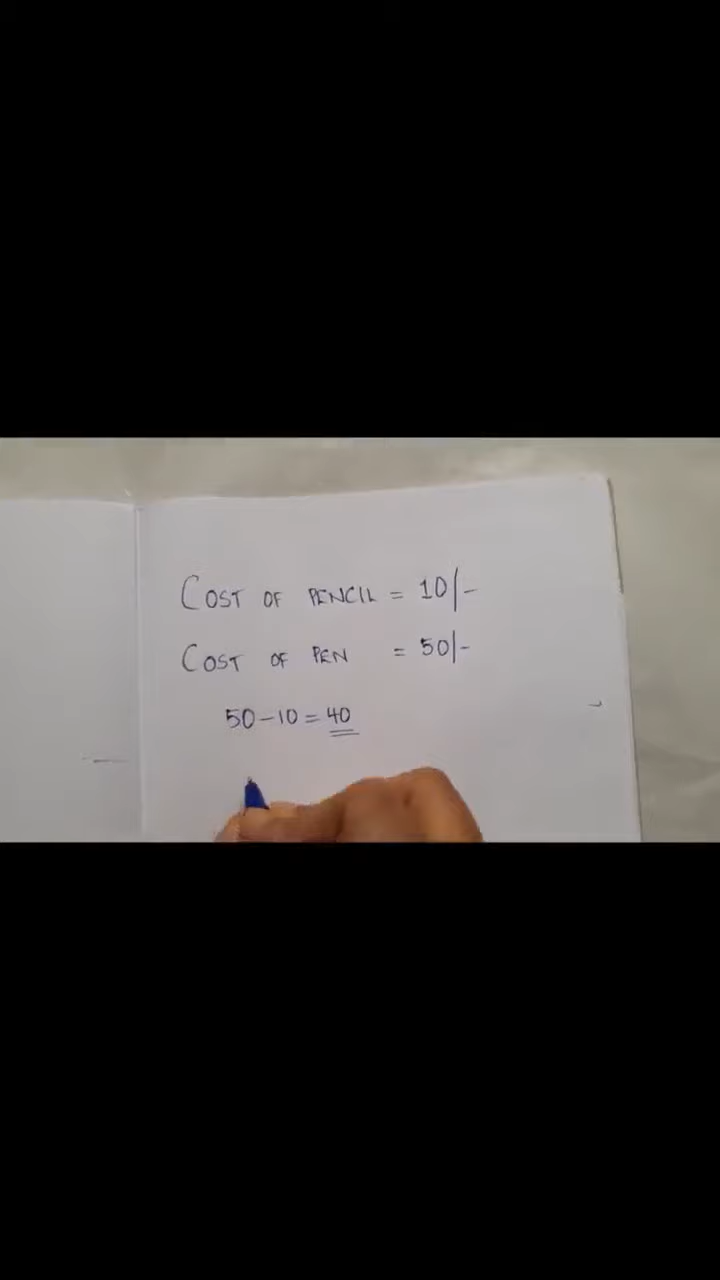 COST OF PENCIL = 10/-
COST OF PEN = 50/-
50-10 = 40